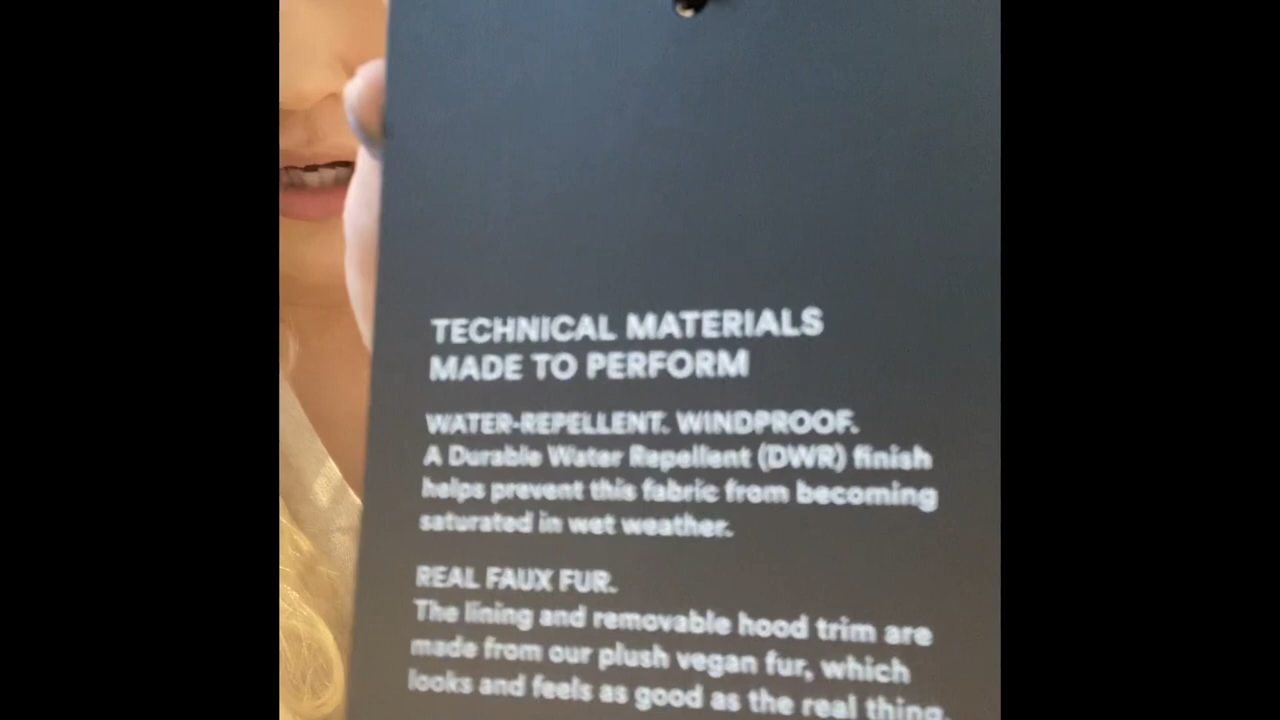 TECHNICAL MATERIALS
MADE TO PERFORM
WATER-REPELLENT. WINDPROOF.
A Durable Water Repellent (DWR) finish
helps prevent this fabric from becoming
saturated in wet weather.
REAL FAUX FUR.
The lining and removable hood trim are
made from our plush vegan fur, which
looks and feels as good as the real thing.